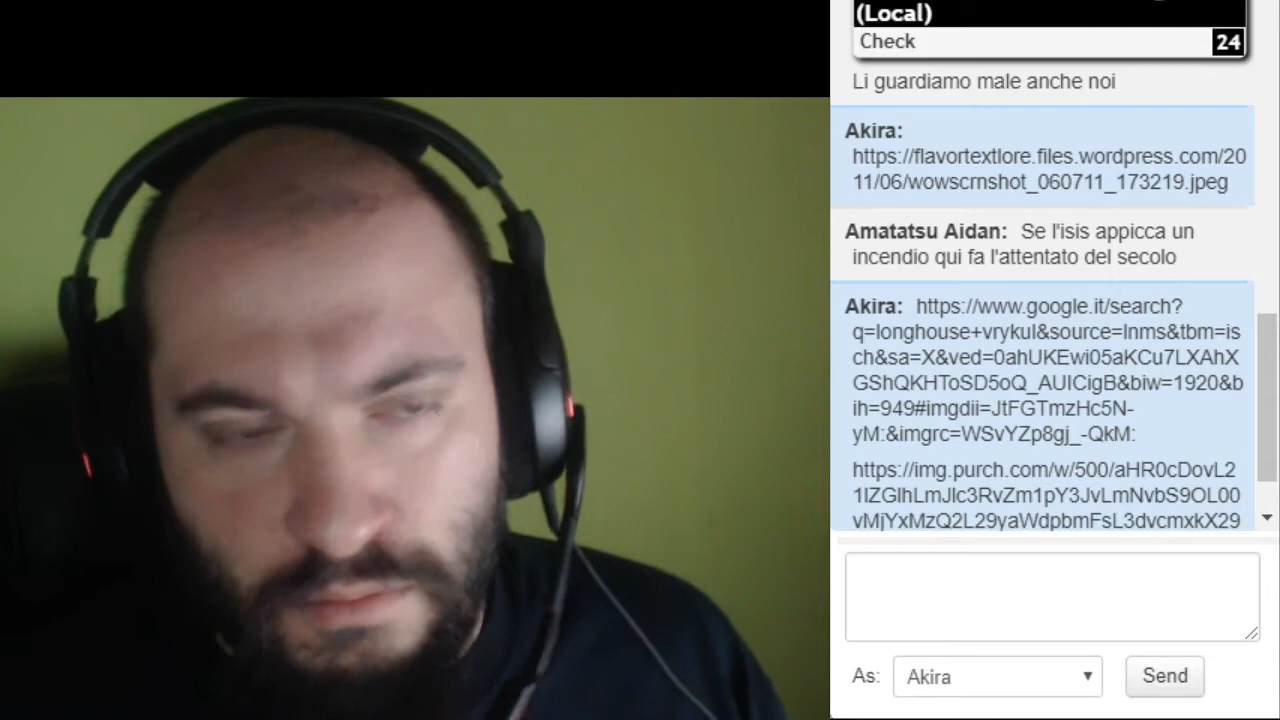 (Local)
Check 24
Li guardiamo male anche noi
Akira:
https://flavortextlore.files.wordpress.com/20
11/06/wowscrnshot_060711_173219.jpeg
Amatatsu Aidan: Se l'isis appicca un
incendio qui fa l'attentato del secolo
Akira: https://www.google.it/search?
q=longhouse+vrykul&source=lnms&tbm=is
ch&sa=X&ved=0ahUKEwi05aKCu7LXAhX
GShQKHToSD5oQ_AUICigB&biw=1920&b
ih=949#imgdii=JtFGTmzHc5N-
yM:&imgrc=WSvYZp8gj_-QkM:
https://img.purch.com/w/500/aHR0cDovL2
1lZGlhLmJlc3RvZm1pY3JvLmNvbS9OL00
vMjYxMzQ2L29yaWdpbmFsL3dvcmxkX29
As: Akira Send